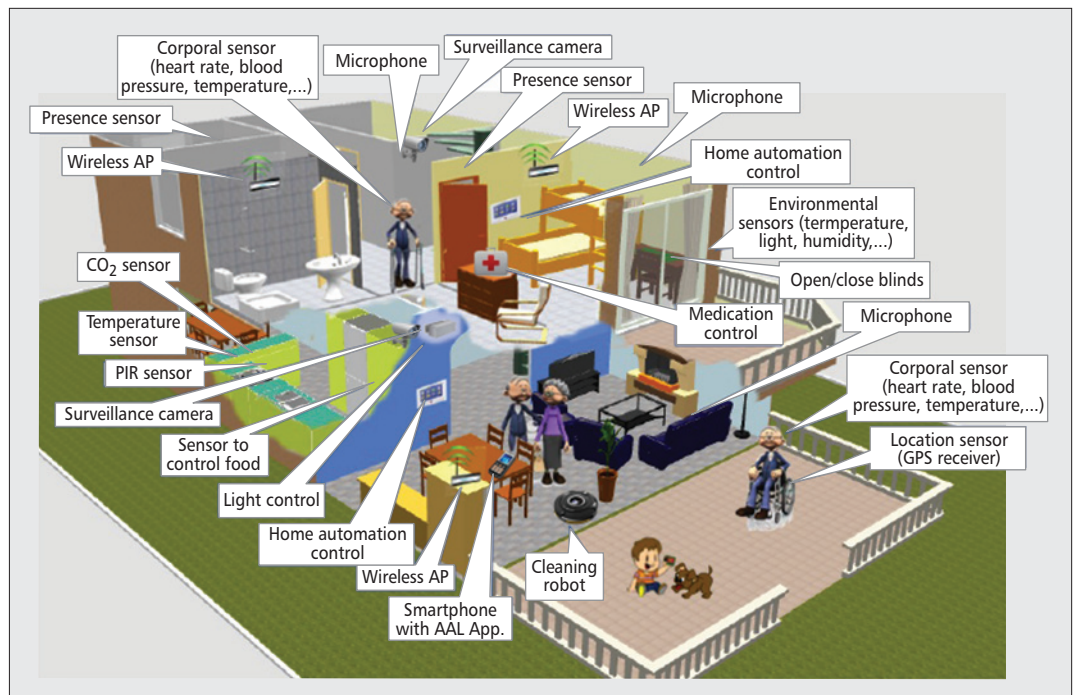 Corporal sensor
(heart rate, blood
pressure, temperature,...)
Microphone
Surveillance camera
Presence sensor
Wireless AP
Microphone
Presence sensor
Wireless AP
Home automation
control
Environmental
sensors (termperature,
light, humidity,...)
CO₂ sensor
Open/close blinds
Temperature
sensor
Medication
control
Microphone
PIR sensor
Corporal sensor
(heart rate, blood
pressure, temperature,...)
Surveillance camera
Sensor to
control food
Location sensor
(GPS receiver)
Light control
Home automation
control
Wireless AP
Cleaning
robot
Smartphone
with AAL App.